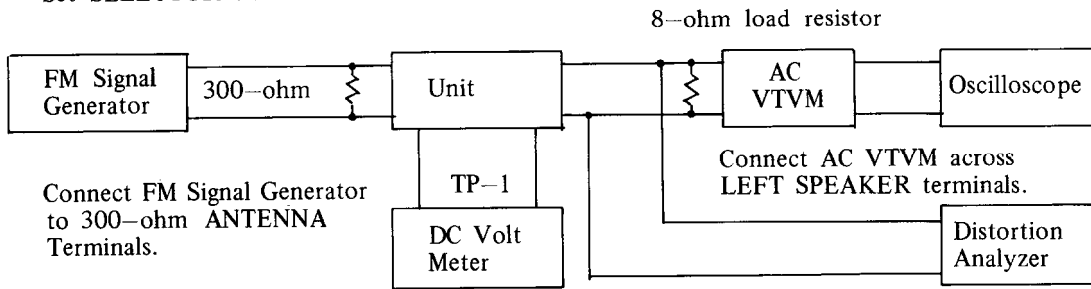 8-ohm load resistor
FM Signal
Generator
300-ohm
Unit
AC
VTVM
Oscilloscope
Connect FM Signal Generator
to 300-ohm ANTENNA
Terminals.
TP-1
DC Volt
Meter
Connect AC VTVM across
LEFT SPEAKER terminals.
Distortion
Analyzer